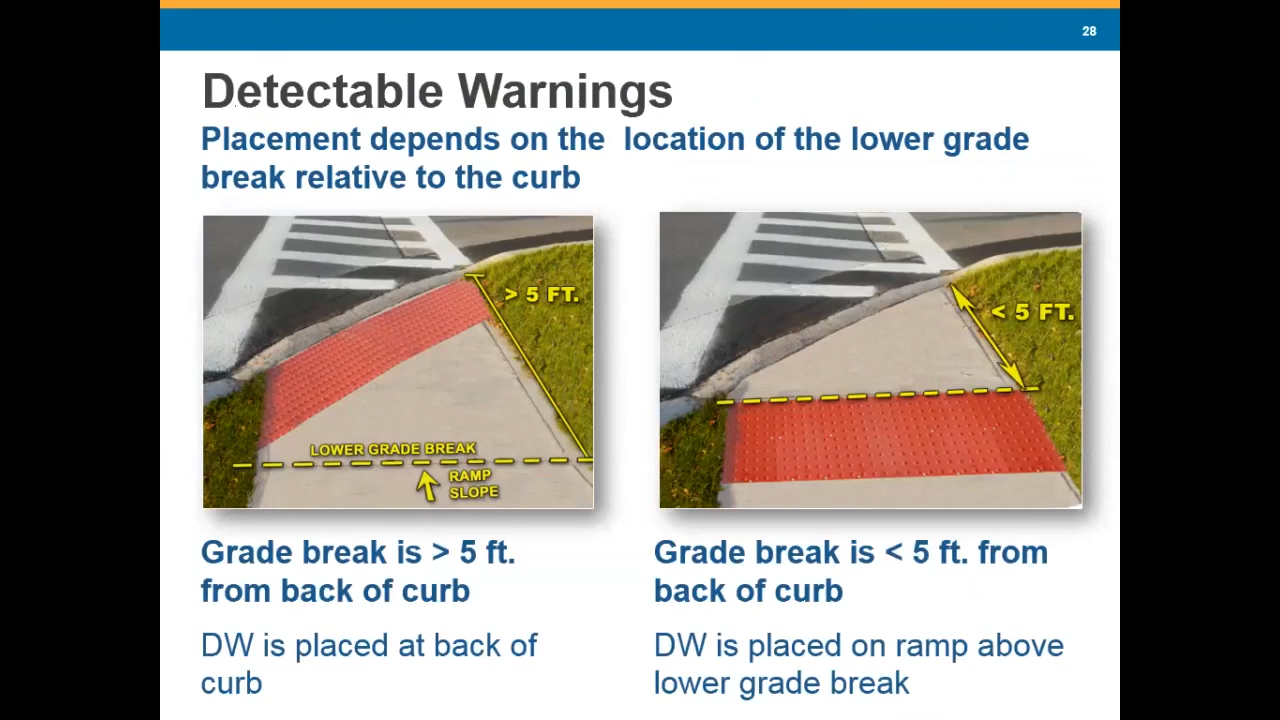 28
Detectable Warnings
Placement depends on the location of the lower grade
break relative to the curb
> 5 FT.
LOWER GRADE BREAK
RAMP
SLOPE
< 5 FT.
Grade break is > 5 ft.
from back of curb
DW is placed at back of
curb
Grade break is < 5 ft. from
back of curb
DW is placed on ramp above
lower grade break